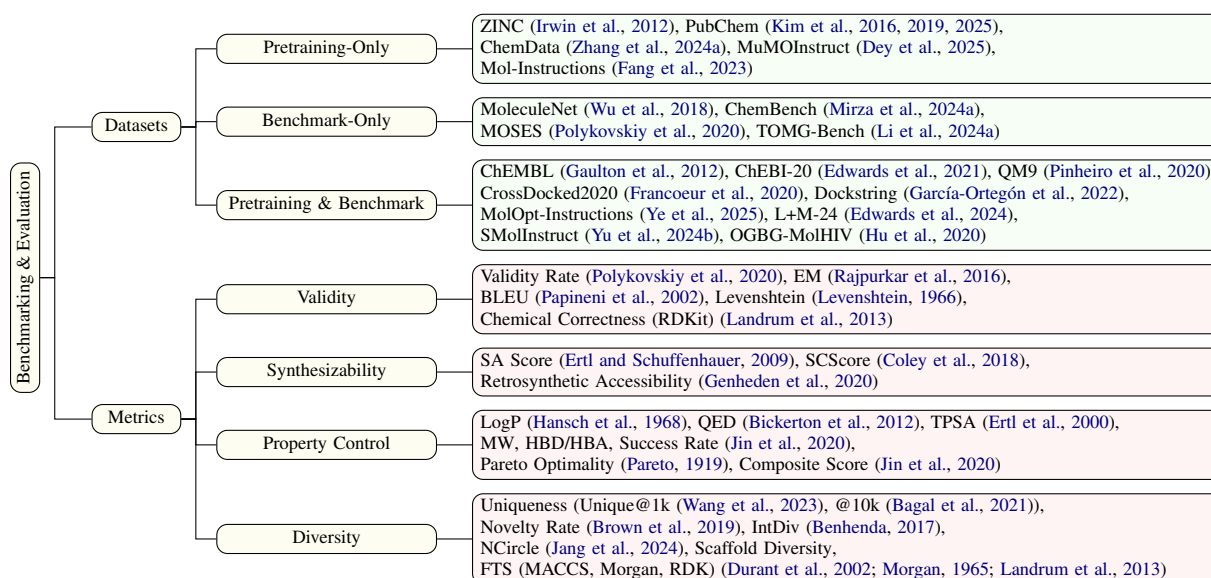 Benchmarking & Evaluation
Datasets
Pretraining-Only
ZINC (Irwin et al., 2012), PubChem (Kim et al., 2016, 2019, 2025),
ChemData (Zhang et al., 2024a), MuMOInstruct (Dey et al., 2025),
Mol-Instructions (Fang et al., 2023)
Benchmark-Only
MoleculeNet (Wu et al., 2018), ChemBench (Mirza et al., 2024a),
MOSES (Polykovskiy et al., 2020), TOMG-Bench (Li et al., 2024a)
Pretraining & Benchmark
ChEMBL (Gaulton et al., 2012), ChEBI-20 (Edwards et al., 2021), QM9 (Pinheiro et al., 2020)
CrossDocked2020 (Francoeur et al., 2020), Dockstring (García-Ortegón et al., 2022),
MolOpt-Instructions (Ye et al., 2025), L+M-24 (Edwards et al., 2024),
SMolInstruct (Yu et al., 2024b), OGBG-MolHIV (Hu et al., 2020)
Metrics
Validity
Validity Rate (Polykovskiy et al., 2020), EM (Rajpurkar et al., 2016),
BLEU (Papineni et al., 2002), Levenshtein (Levenshtein, 1966),
Chemical Correctness (RDKit) (Landrum et al., 2013)
Synthesizability
SA Score (Ertl and Schuffenhauer, 2009), SCScore (Coley et al., 2018),
Retrosynthetic Accessibility (Genheden et al., 2020)
Property Control
LogP (Hansch et al., 1968), QED (Bickerton et al., 2012), TPSA (Ertl et al., 2000),
MW, HBD/HBA, Success Rate (Jin et al., 2020),
Pareto Optimality (Pareto, 1919), Composite Score (Jin et al., 2020)
Diversity
Uniqueness (Unique@1k (Wang et al., 2023), @10k (Bagal et al., 2021)),
Novelty Rate (Brown et al., 2019), IntDiv (Benhenda, 2017),
NCircle (Jang et al., 2024), Scaffold Diversity,
FTS (MACCS, Morgan, RDK) (Durant et al., 2002; Morgan, 1965; Landrum et al., 2013)